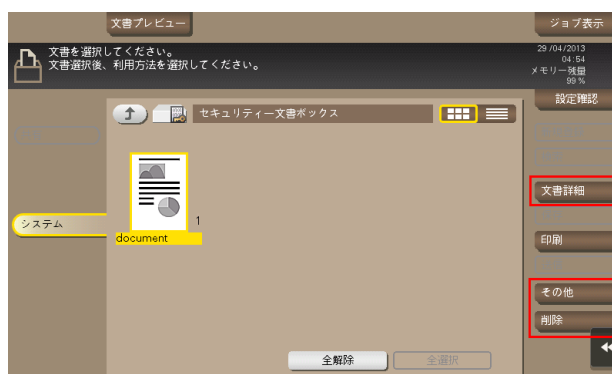 文書プレビュー
ジョブ表示
文書を選択してください。
文書選択後、利用方法を選択してください。
29 /04/2013
04:54
メモリー残量
99 %
設定確認
セキュリティー文書ボックス
文書詳細
システム
1
document
印刷
その他
削除
全解除
全選択